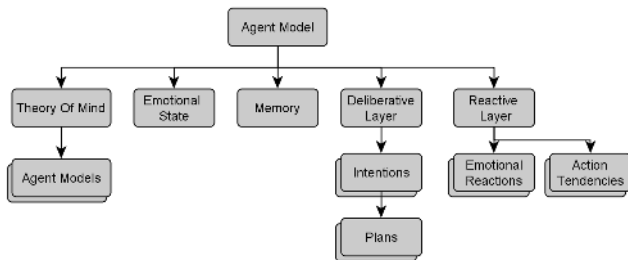 Agent Model
Theory Of Mind
Emotional
State
Memory
Deliberative
Layer
Reactive
Layer
Agent Models
Intentions
Emotional
Reactions
Action
Tendencies
Plans